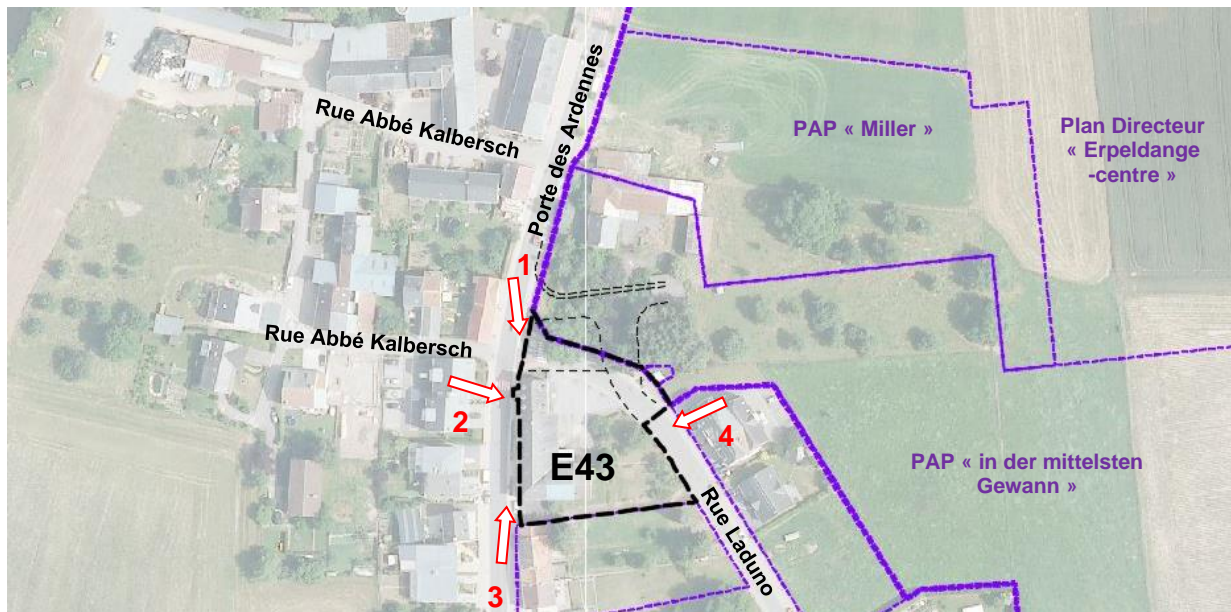 Rue Abbé Kalbersch
Porte des Ardennes
PAP « Miller »
Plan Directeur
« Erpeldange
-centre »
1
Rue Abbé Kalbersch
2
4
E43
PAP « in der mittelsten
Gewann »
Rue Laduno
3